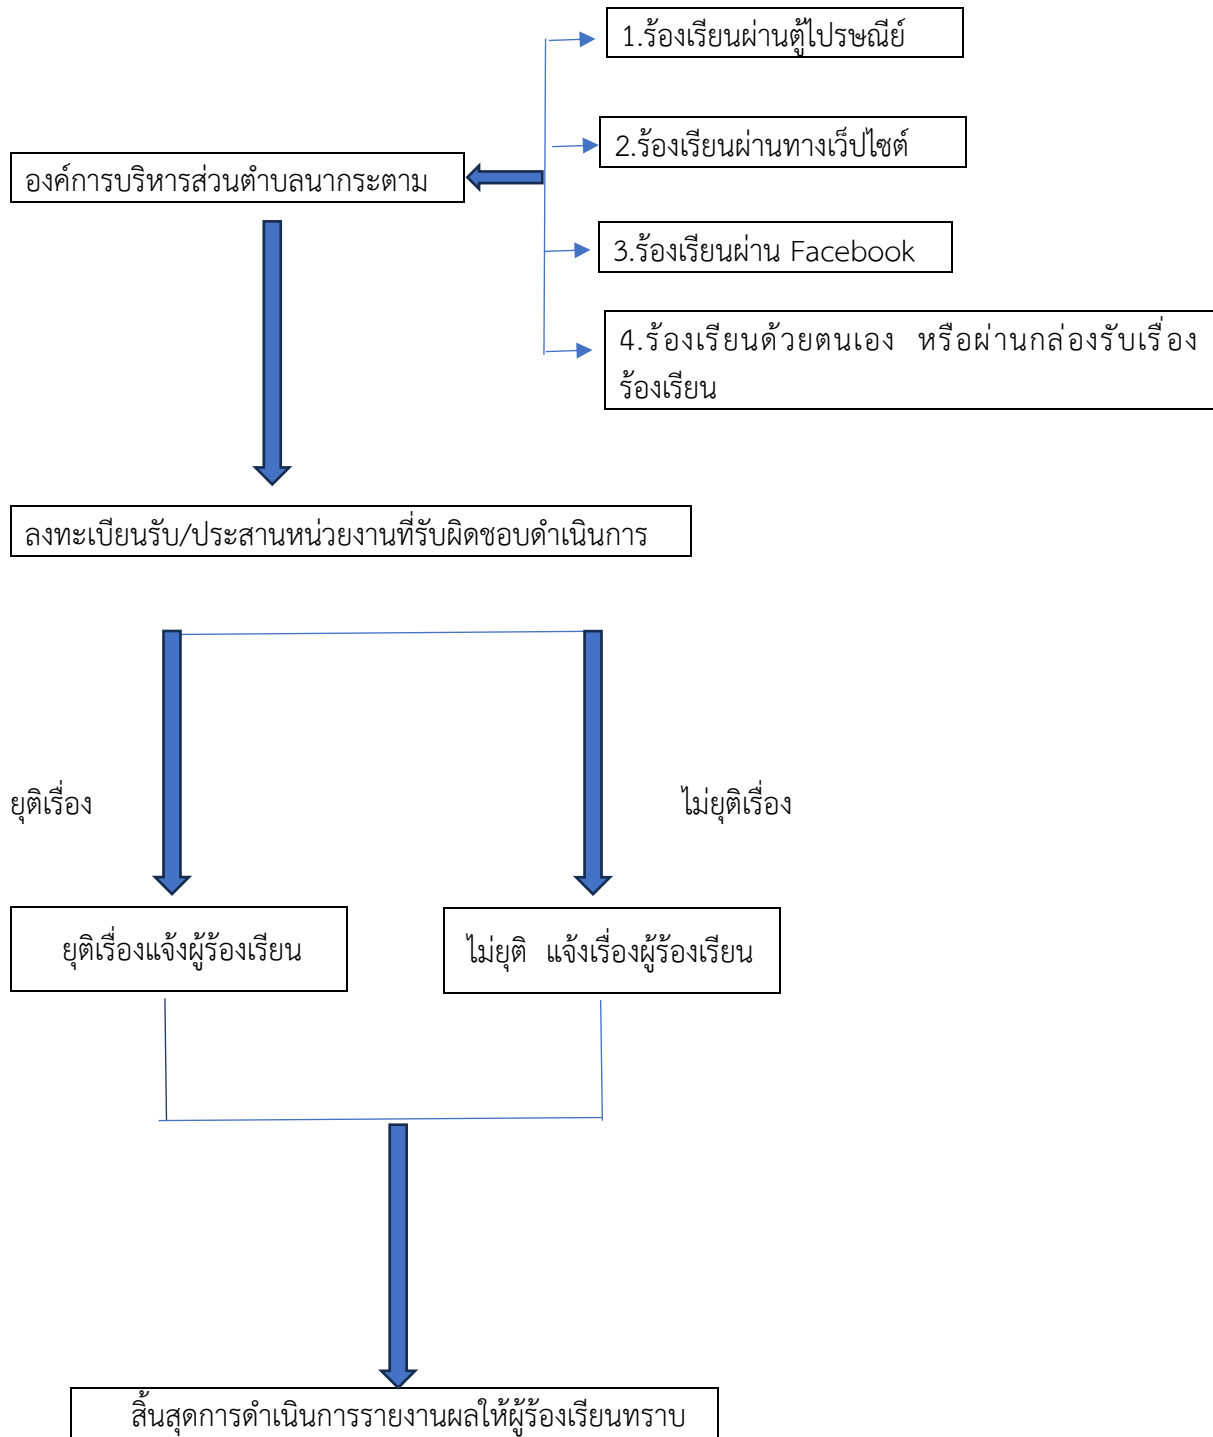 1.ร้องเรียนผ่านตู้ไปรษณีย์
2.ร้องเรียนผ่านทางเว็ปไซต์
องค์การบริหารส่วนตำบลนากระตาม
3.ร้องเรียนผ่าน Facebook
4.ร้องเรียนด้วยตนเอง หรือผ่านกล่องรับเรื่อง
ร้องเรียน
ลงทะเบียนรับ/ประสานหน่วยงานที่รับผิดชอบดำเนินการ
ยุติเรื่อง
ไม่ยุติเรื่อง
ยุติเรื่องแจ้งผู้ร้องเรียน
ไม่ยุติ แจ้งเรื่องผู้ร้องเรียน
สิ้นสุดการดำเนินการรายงานผลให้ผู้ร้องเรียนทราบ